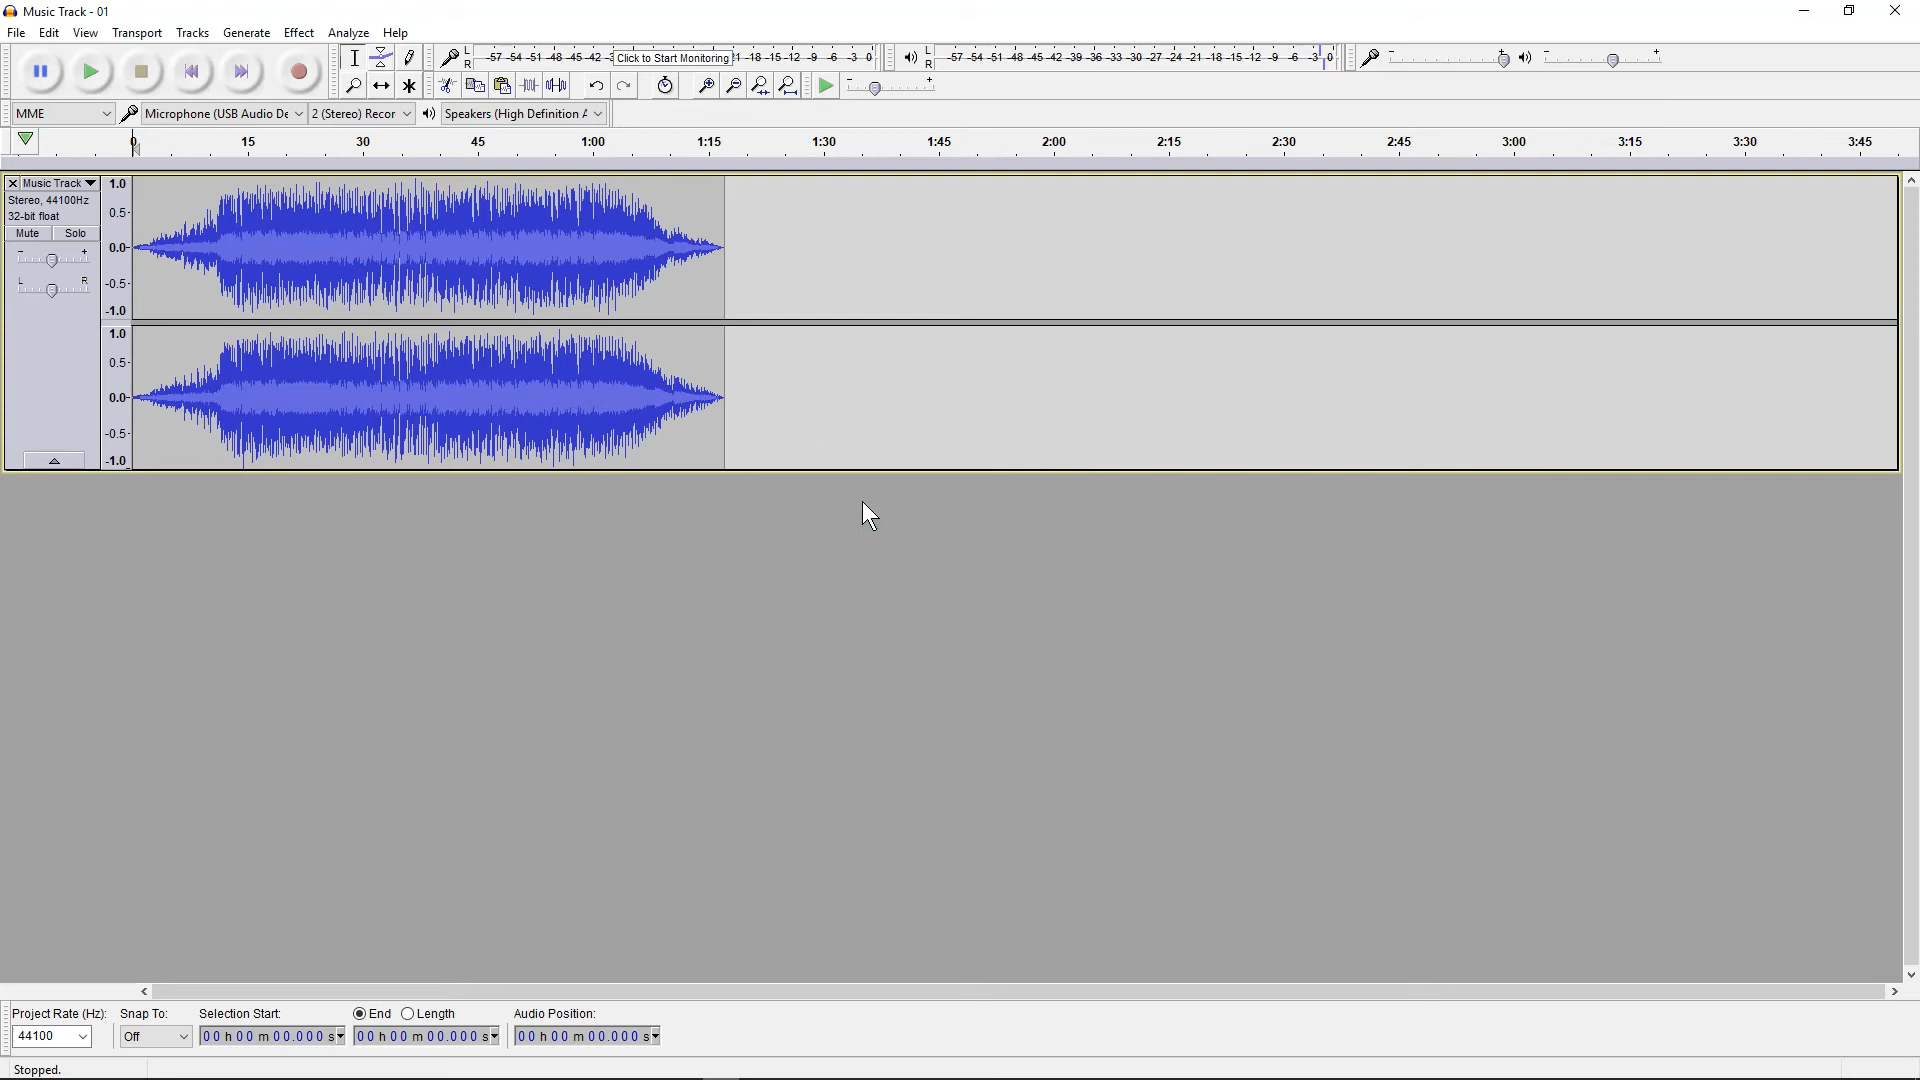 Music Track - 01
File Edit View Transport Tracks Generate Effect Analyze Help
L
R
-57 -54 -51 -48 -45 -42 -3 Click to Start Monitoring 1 -18 -15 -12 -9 -6 -3 0
L
R
-57 -54 -51 -48 -45 -42 -39 -36 -33 -30 -27 -24 -21 -18 -15 -12 -9 -6 -3 0
- +
- +
- +
MME Microphone (USB Audio De 2 (Stereo) Recor Speakers (High Definition A
0 15 30 45 1:00 1:15 1:30 1:45 2:00 2:15 2:30 2:45 3:00 3:15 3:30 3:45
X Music Track 1.0
Stereo, 44100Hz
32-bit float 0.5
Mute Solo
- + 0.0
L R -0.5
-1.0
1.0
0.5
0.0
-0.5
-1.0
Project Rate (Hz): Snap To: Selection Start: End Length Audio Position:
44100 Off 00 h 00 m 00.000 s 00 h 00 m 00.000 s 00 h 00 m 00.000 s
Stopped.